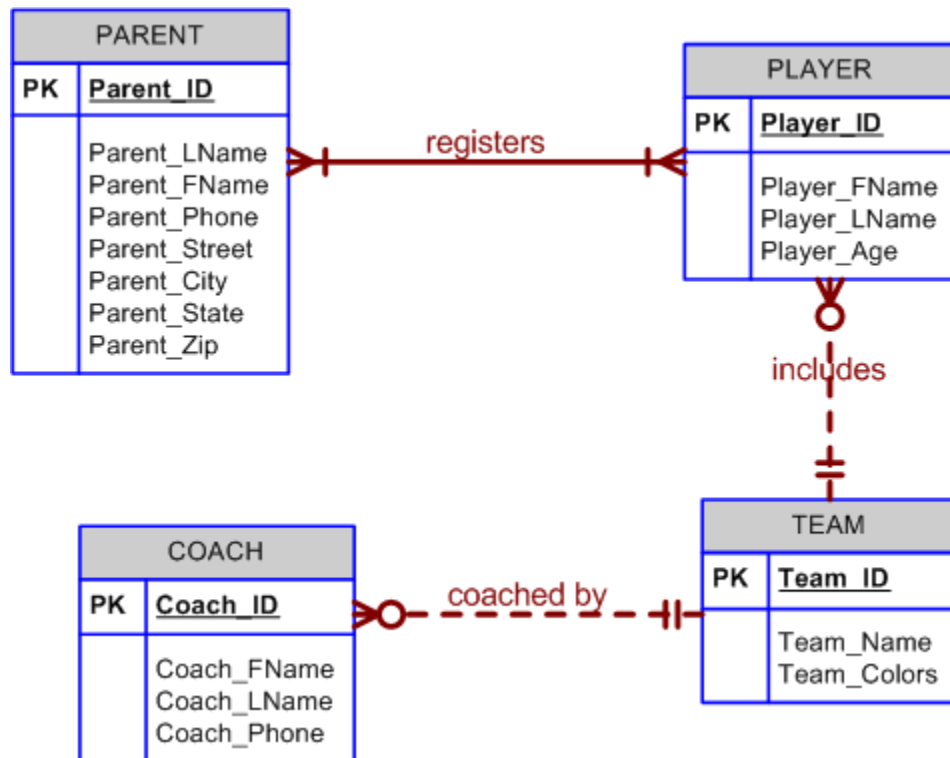 PARENT
PK Parent_ID
Parent_LName
Parent_FName
Parent_Phone
Parent_Street
Parent_City
Parent_State
Parent_Zip
registers
PLAYER
PK Player_ID
Player_FName
Player_LName
Player_Age
includes
COACH
PK Coach_ID
Coach_FName
Coach_LName
Coach_Phone
coached by
TEAM
PK Team_ID
Team_Name
Team_Colors